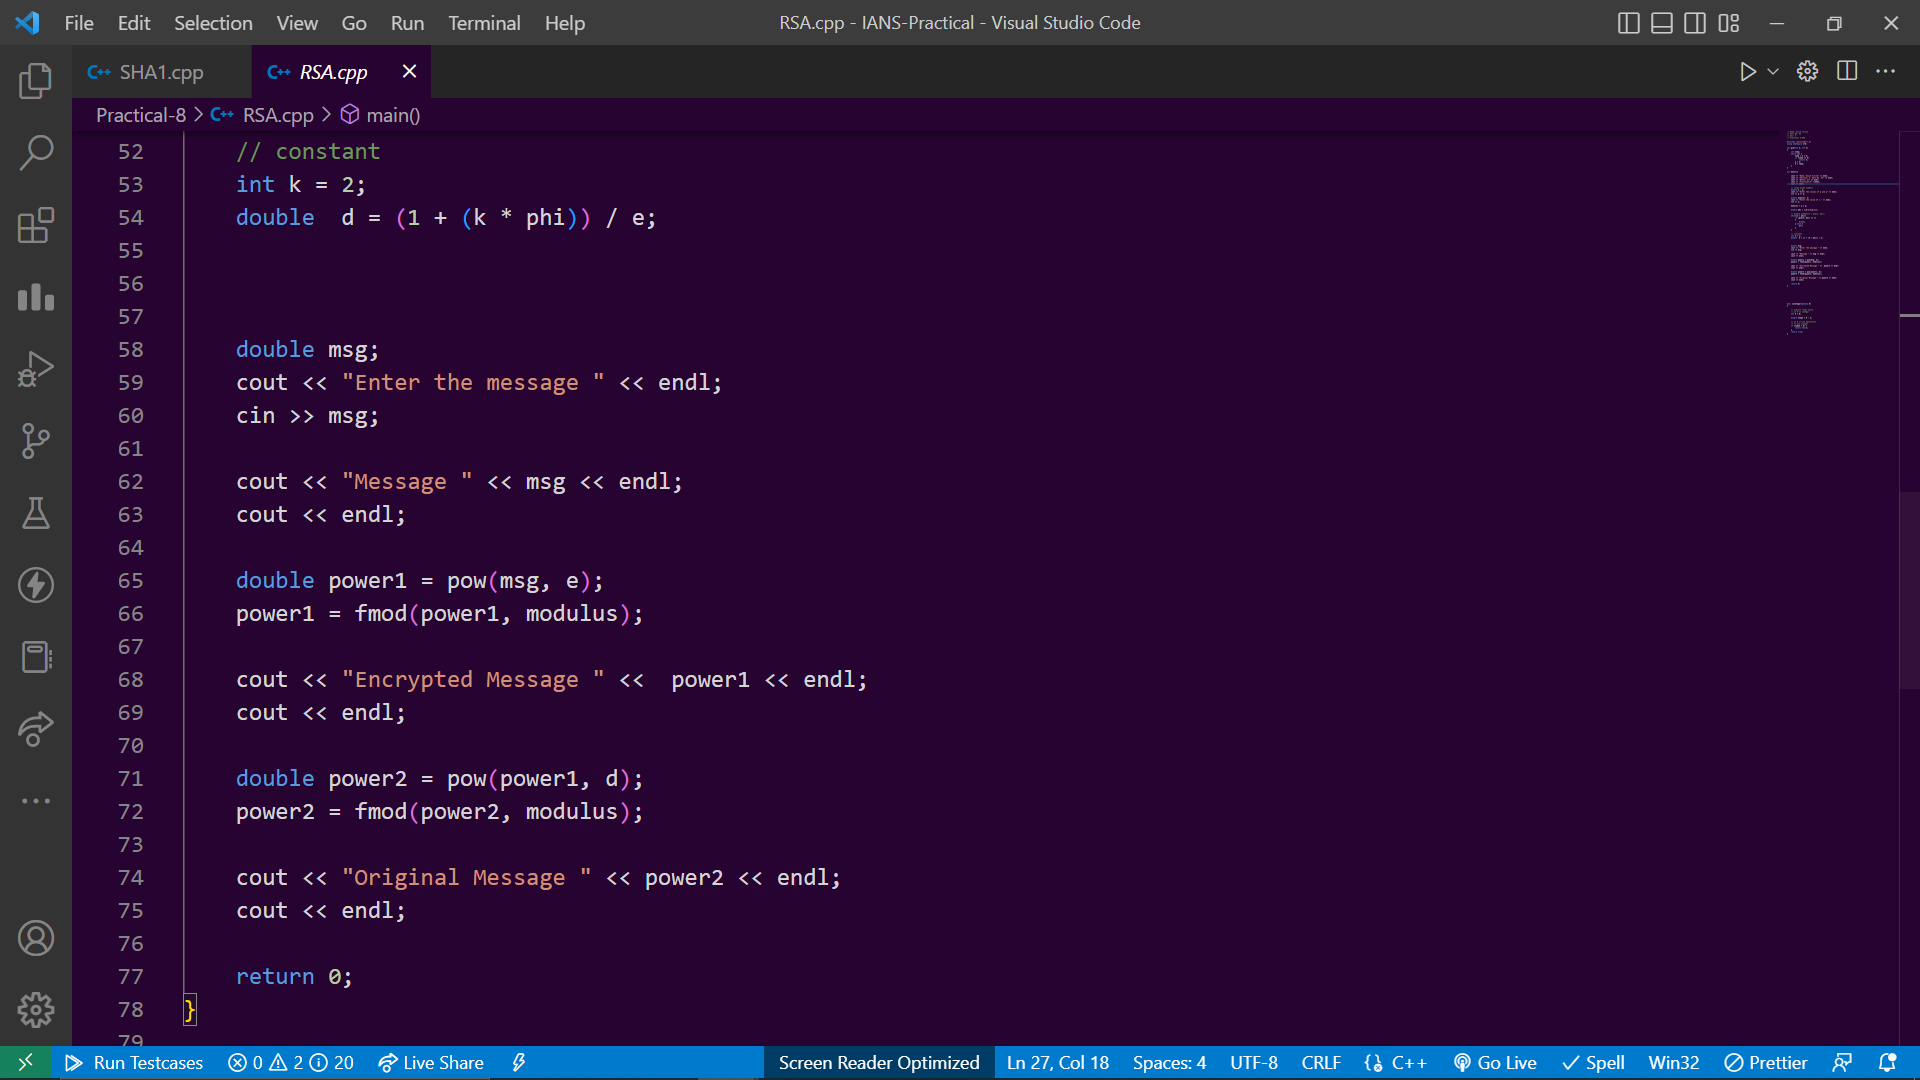 File Edit Selection View Go Run Terminal Help RSA.cpp - IANS-Practical - Visual Studio Code
C++ SHA1.cpp C++ RSA.cpp
Practical-8 > C++ RSA.cpp > main()
52 // constant
53 int k = 2;
54 double  d = (1 + (k * phi)) / e;
55
56
57
58 double msg;
59 cout << "Enter the message " << endl;
60 cin >> msg;
61
62 cout << "Message " << msg << endl;
63 cout << endl;
64
65 double power1 = pow(msg, e);
66 power1 = fmod(power1, modulus);
67
68 cout << "Encrypted Message " <<  power1 << endl;
69 cout << endl;
70
71 double power2 = pow(power1, d);
72 power2 = fmod(power2, modulus);
73
74 cout << "Original Message " << power2 << endl;
75 cout << endl;
76
77 return 0;
78 }
79
Run Testcases 0 2 20 Live Share Screen Reader Optimized Ln 27, Col 18 Spaces: 4 UTF-8 CRLF {} C++ Go Live Spell Win32 Prettier